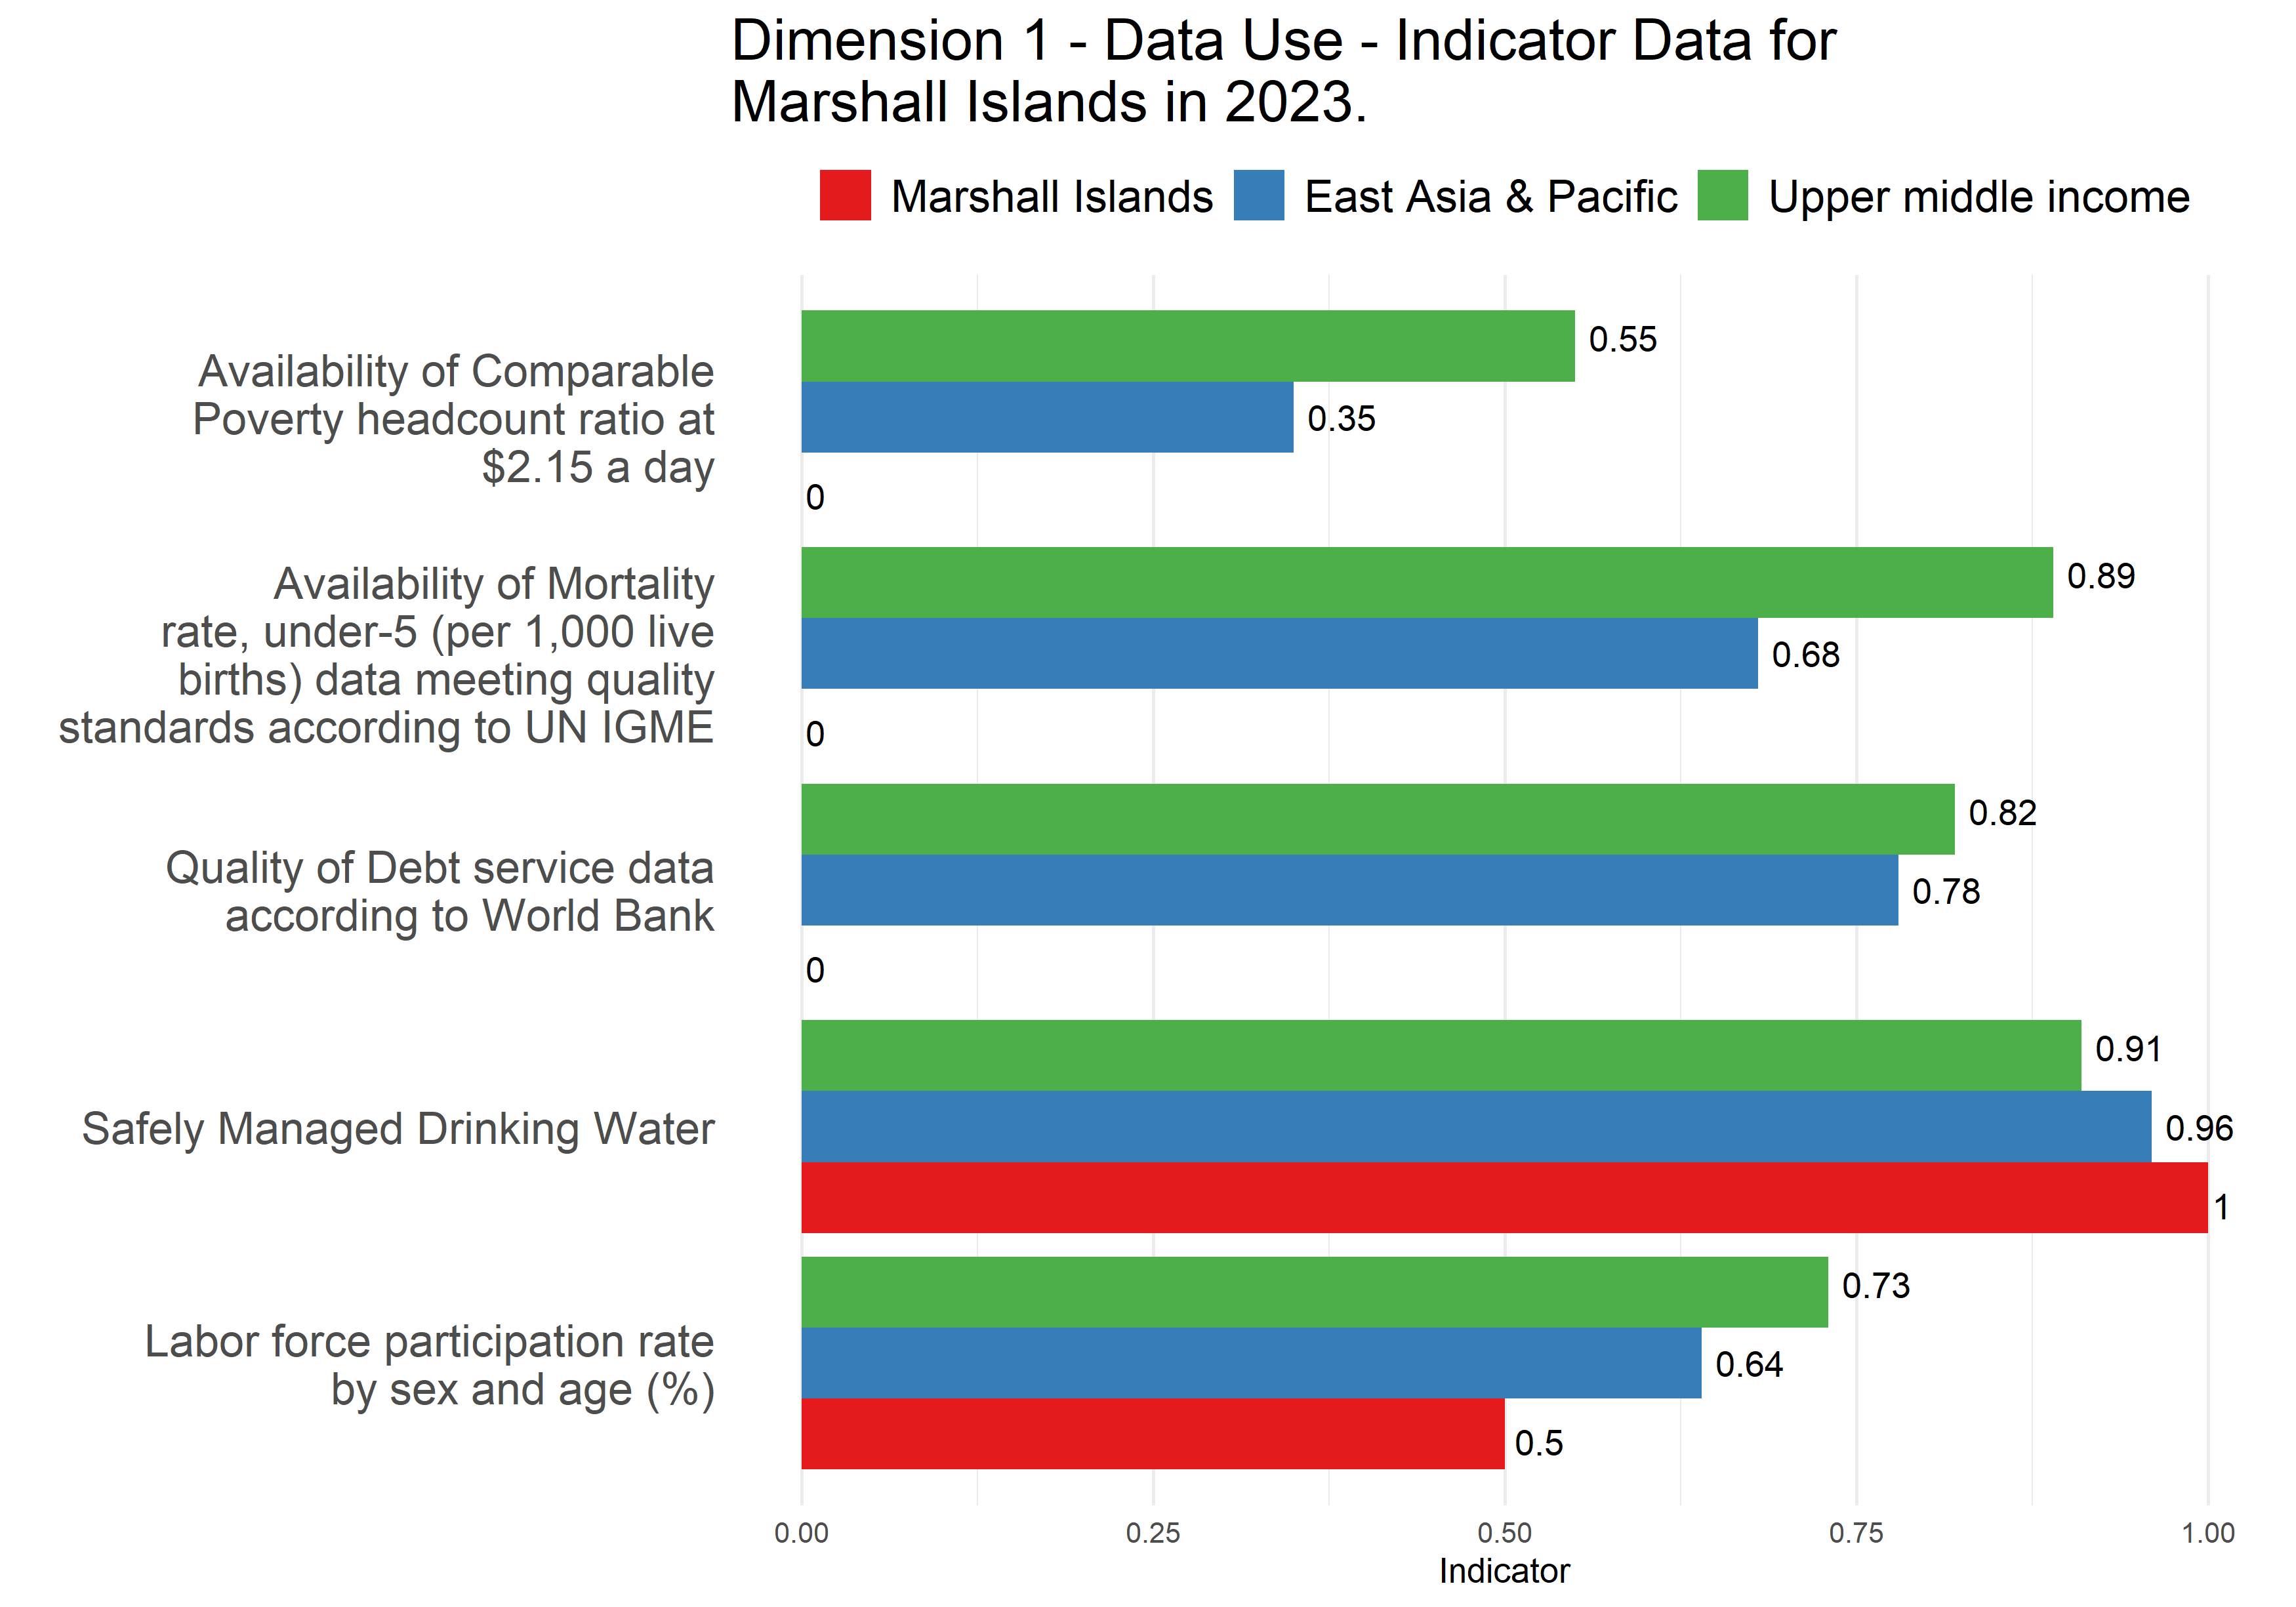 Dimension 1 - Data Use - Indicator Data for
Marshall Islands in 2023.
Marshall Islands East Asia & Pacific Upper middle income
Availability of Comparable
Poverty headcount ratio at
$2.15 a day
0.55
0.35
0
Availability of Mortality
rate, under-5 (per 1,000 live
births) data meeting quality
standards according to UN IGME
0.89
0.68
0
Quality of Debt service data
according to World Bank
0.82
0.78
0
Safely Managed Drinking Water
0.91
0.96
1
Labor force participation rate
by sex and age (%)
0.73
0.64
0.5
0.00 0.25 0.50 0.75 1.00
Indicator